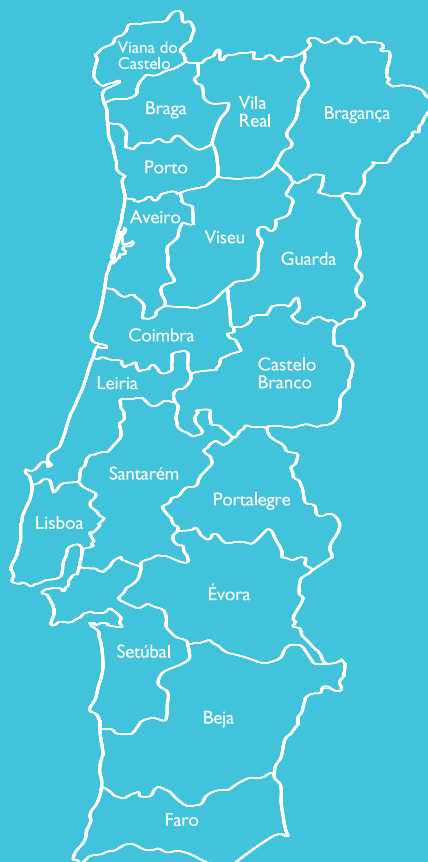 Viana do
Castelo
Braga
Vila
Real
Bragança
Porto
Aveiro
Viseu
Guarda
Coimbra
Castelo
Branco
Leiria
Santarém
Portalegre
Lisboa
Évora
Setúbal
Beja
Faro